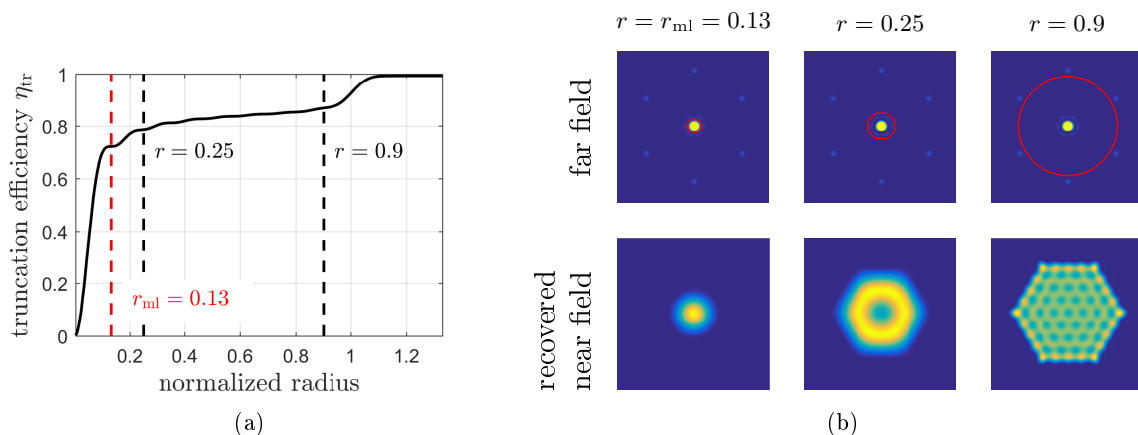 truncation efficiency η_tr
1
0.8
0.6
0.4
0.2
0
0.2
0.4
0.6
0.8
1
1.2
r = 0.25
r = 0.9
r_ml = 0.13
normalized radius
(a)
r = r_ml = 0.13
r = 0.25
r = 0.9
far field
recovered
near field
(b)